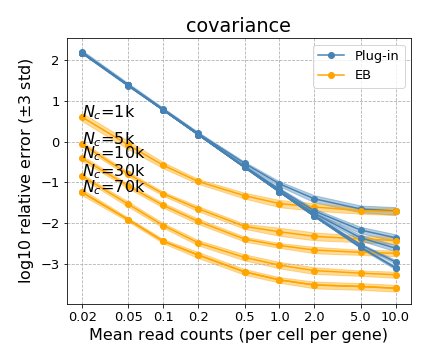 covariance
Plug-in
EB
N_c=1k
N_c=5k
N_c=10k
N_c=30k
N_c=70k
2
1
0
−1
−2
−3
log10 relative error (±3 std)
0.02 0.05 0.1 0.2 0.5 1.0 2.0 5.0 10.0
Mean read counts (per cell per gene)